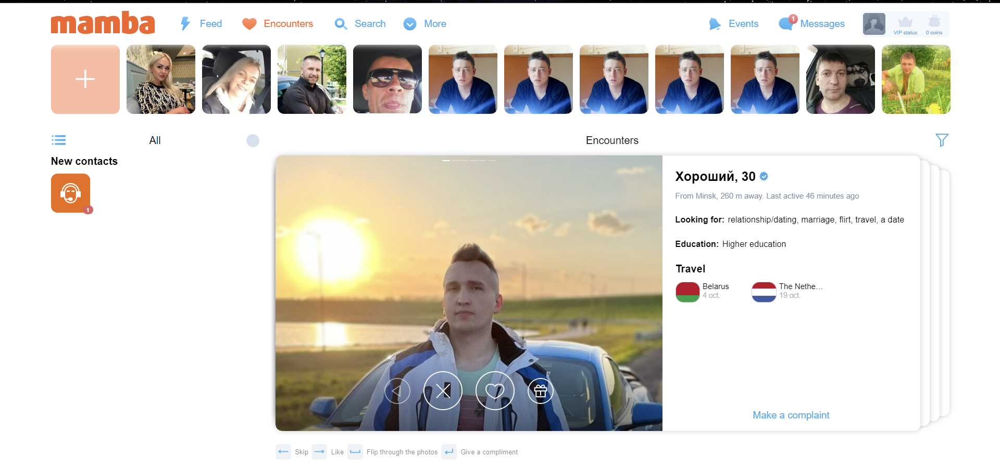 mamba
Feed
Encounters
Search
More
Events
1
Messages
VIP status
0 coins
All
Encounters
New contacts
1
Хороший, 30
From Minsk, 260 m away. Last active 46 minutes ago
Looking for: relationship/dating, marriage, flirt, travel, a date
Education: Higher education
Travel
Belarus
4 oct.
The Nethe…
19 oct.
Make a complaint
Skip
Like
Flip through the photos
Give a compliment